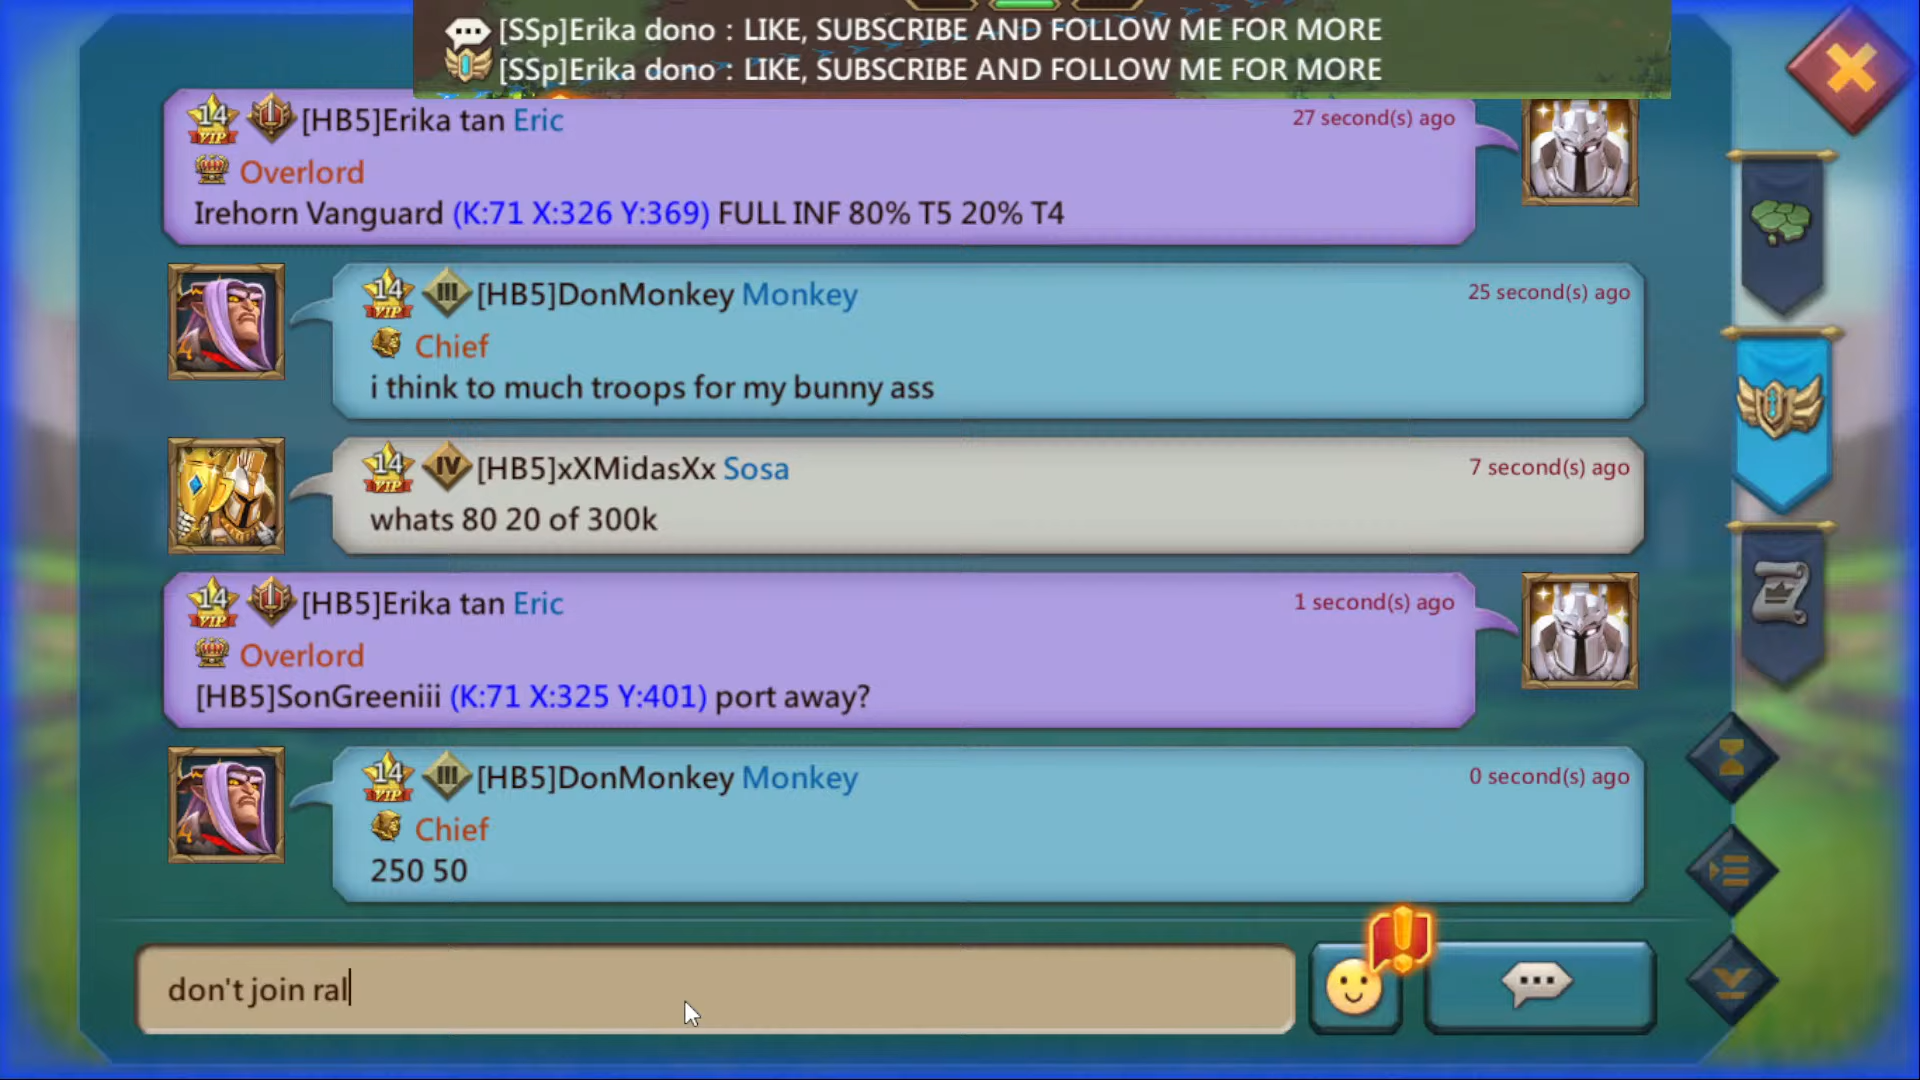 [SSp]Erika dono : LIKE, SUBSCRIBE AND FOLLOW ME FOR MORE
[SSp]Erika dono : LIKE, SUBSCRIBE AND FOLLOW ME FOR MORE
14 VIP I [HB5]Erika tan Eric 27 second(s) ago
Overlord
Irehorn Vanguard (K:71 X:326 Y:369) FULL INF 80% T5 20% T4
14 VIP III [HB5]DonMonkey Monkey 25 second(s) ago
Chief
i think to much troops for my bunny ass
14 VIP IV [HB5]xXMidasXx Sosa 7 second(s) ago
whats 80 20 of 300k
14 VIP I [HB5]Erika tan Eric 1 second(s) ago
Overlord
[HB5]SonGreeniii (K:71 X:325 Y:401) port away?
14 VIP III [HB5]DonMonkey Monkey 0 second(s) ago
Chief
250 50
don't join ral